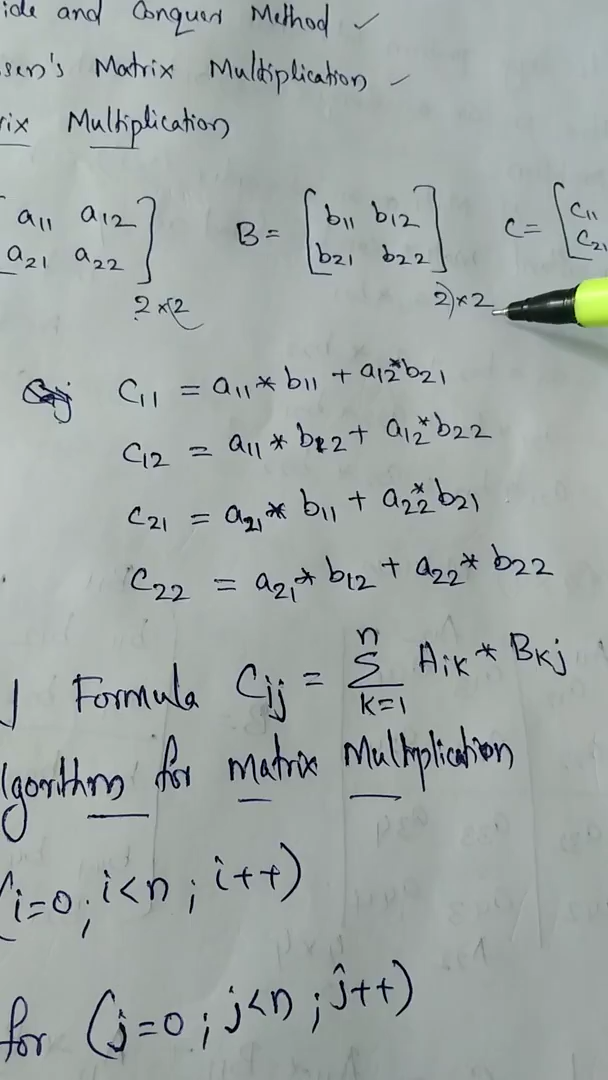 ide and Conquer Method ✓
sen's Matrix Multiplication ✓
rix Multiplication
a11 a12
a21 a22
2×2
B = [b11 b12
b21 b22]
2×2
C = [C11
C21
C11 = a11 * b11 + a12 * b21
C12 = a11 * b12 + a12 * b22
C21 = a21 * b11 + a22 * b21
C22 = a21 * b12 + a22 * b22
Formula Cij = n Σ k=1 Aik * Bkj
lgorithm for Matrix Multiplication
(i=0; i<n; i++)
for (j=0; j<n; j++)